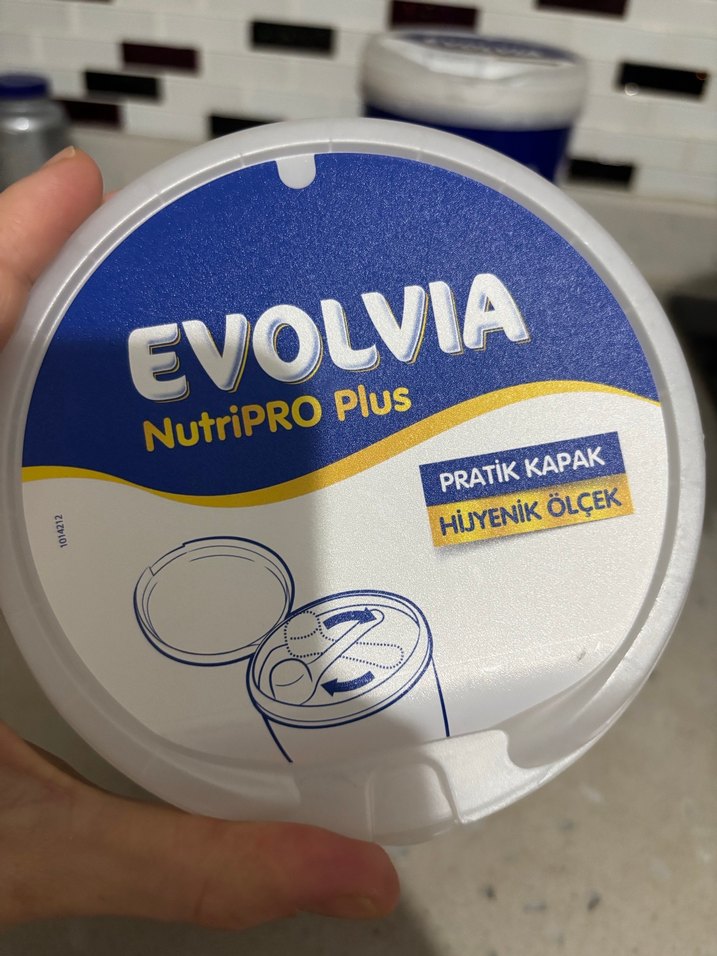 EVOLVIA
NutriPRO Plus
PRATİK KAPAK
HİJYENİK ÖLÇEK
1014212